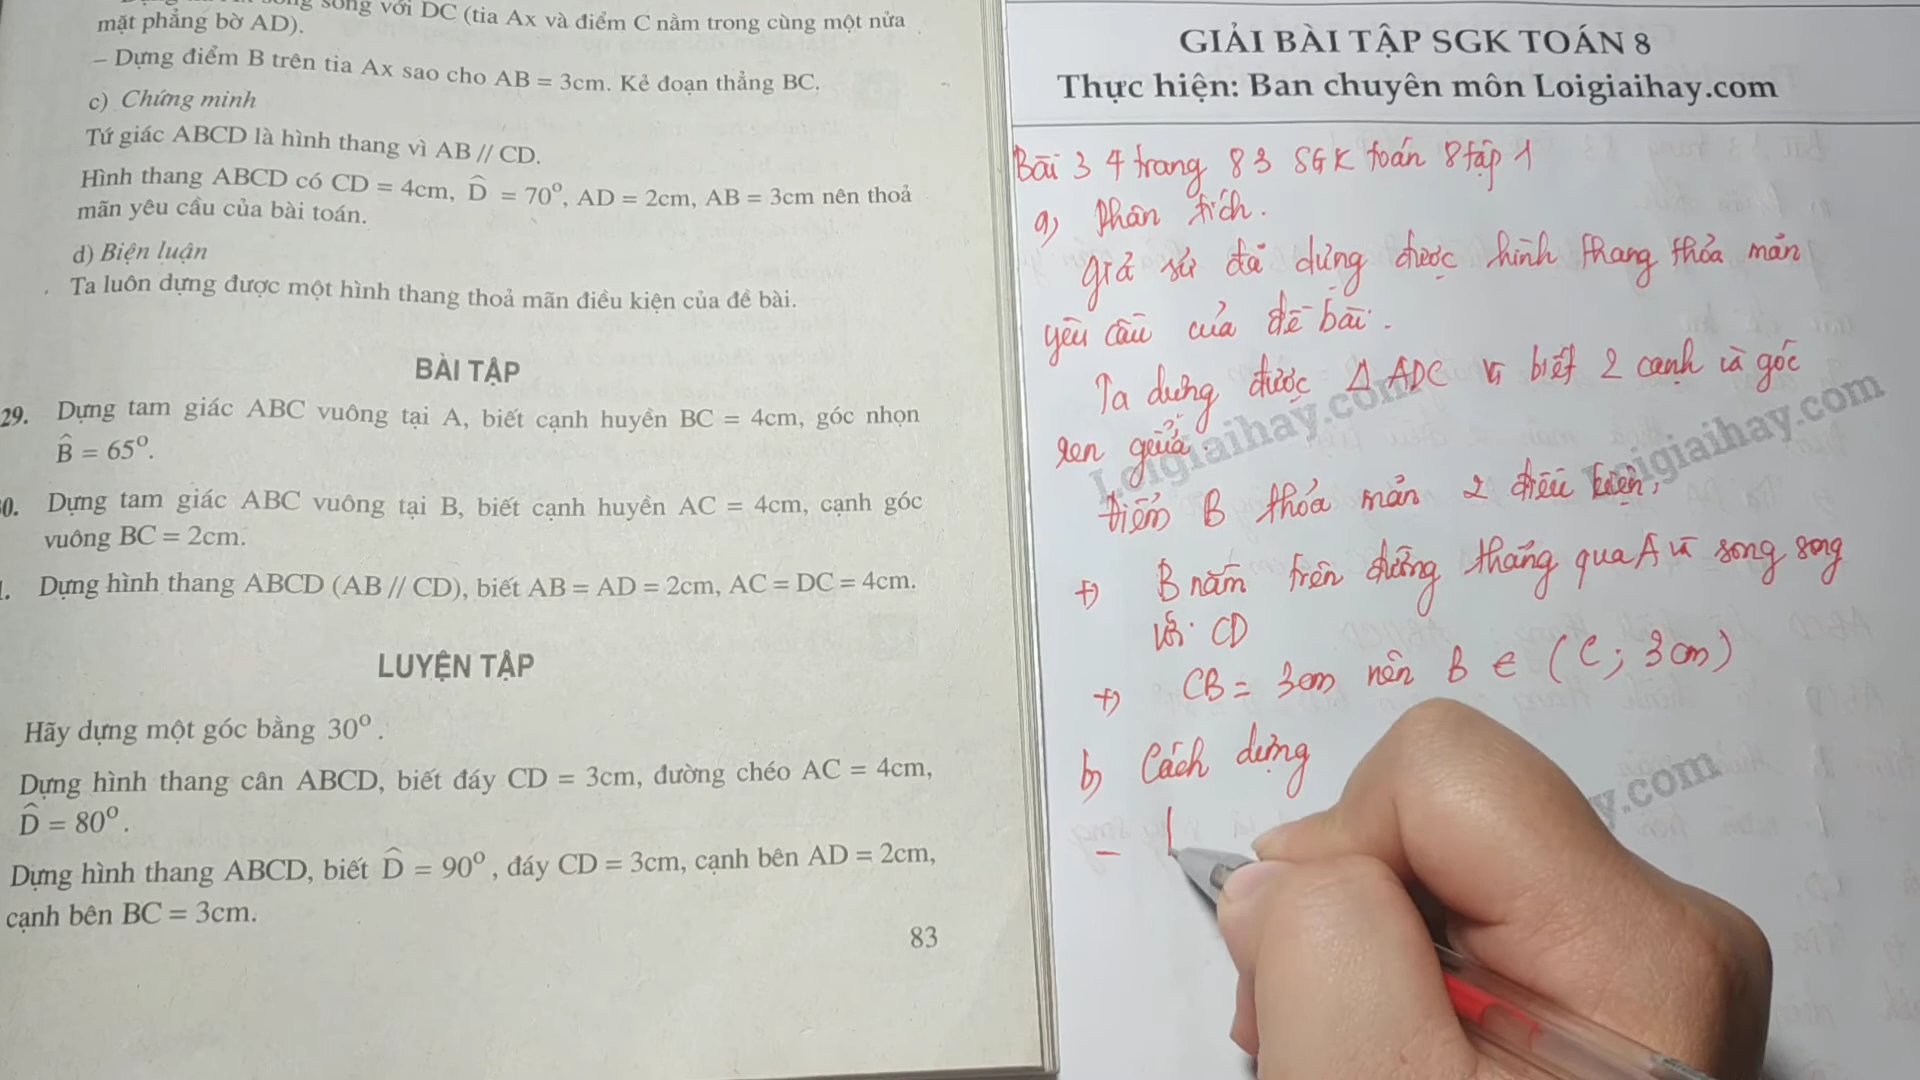 song với DC (tia Ax và điểm C nằm trong cùng một nửa
mặt phẳng bờ AD).
– Dựng điểm B trên tia Ax sao cho AB = 3cm. Kẻ đoạn thẳng BC.
c) Chứng minh
Tứ giác ABCD là hình thang vì AB // CD.
Hình thang ABCD có CD = 4cm, D̂ = 70°, AD = 2cm, AB = 3cm nên thoả
mãn yêu cầu của bài toán.
d) Biện luận
Ta luôn dựng được một hình thang thoả mãn điều kiện của đề bài.
BÀI TẬP
29. Dựng tam giác ABC vuông tại A, biết cạnh huyền BC = 4cm, góc nhọn
B̂ = 65°.
0. Dựng tam giác ABC vuông tại B, biết cạnh huyền AC = 4cm, cạnh góc
vuông BC = 2cm.
. Dựng hình thang ABCD (AB // CD), biết AB = AD = 2cm, AC = DC = 4cm.
LUYỆN TẬP
Hãy dựng một góc bằng 30°.
Dựng hình thang cân ABCD, biết đáy CD = 3cm, đường chéo AC = 4cm,
D̂ = 80°.
Dựng hình thang ABCD, biết D̂ = 90°, đáy CD = 3cm, cạnh bên AD = 2cm,
cạnh bên BC = 3cm.
83
GIẢI BÀI TẬP SGK TOÁN 8
Thực hiện: Ban chuyên môn Loigiaihay.com
Bài 34 trang 83 SGK toán 8 tập 1
a) Phân tích.
Giả sử đã dựng được hình thang thỏa mãn
yêu cầu của đề bài.
Ta dựng được Δ ADC vì biết 2 cạnh và góc
xen giữa.
Điểm B thỏa mãn 2 điều kiện:
+) B nằm trên đường thẳng qua A và song song
với CD
+) CB = 3cm nên B ∈ (C; 3cm)
b) Cách dựng
–
Loigiaihay.com
Loigiaihay.com
y.com